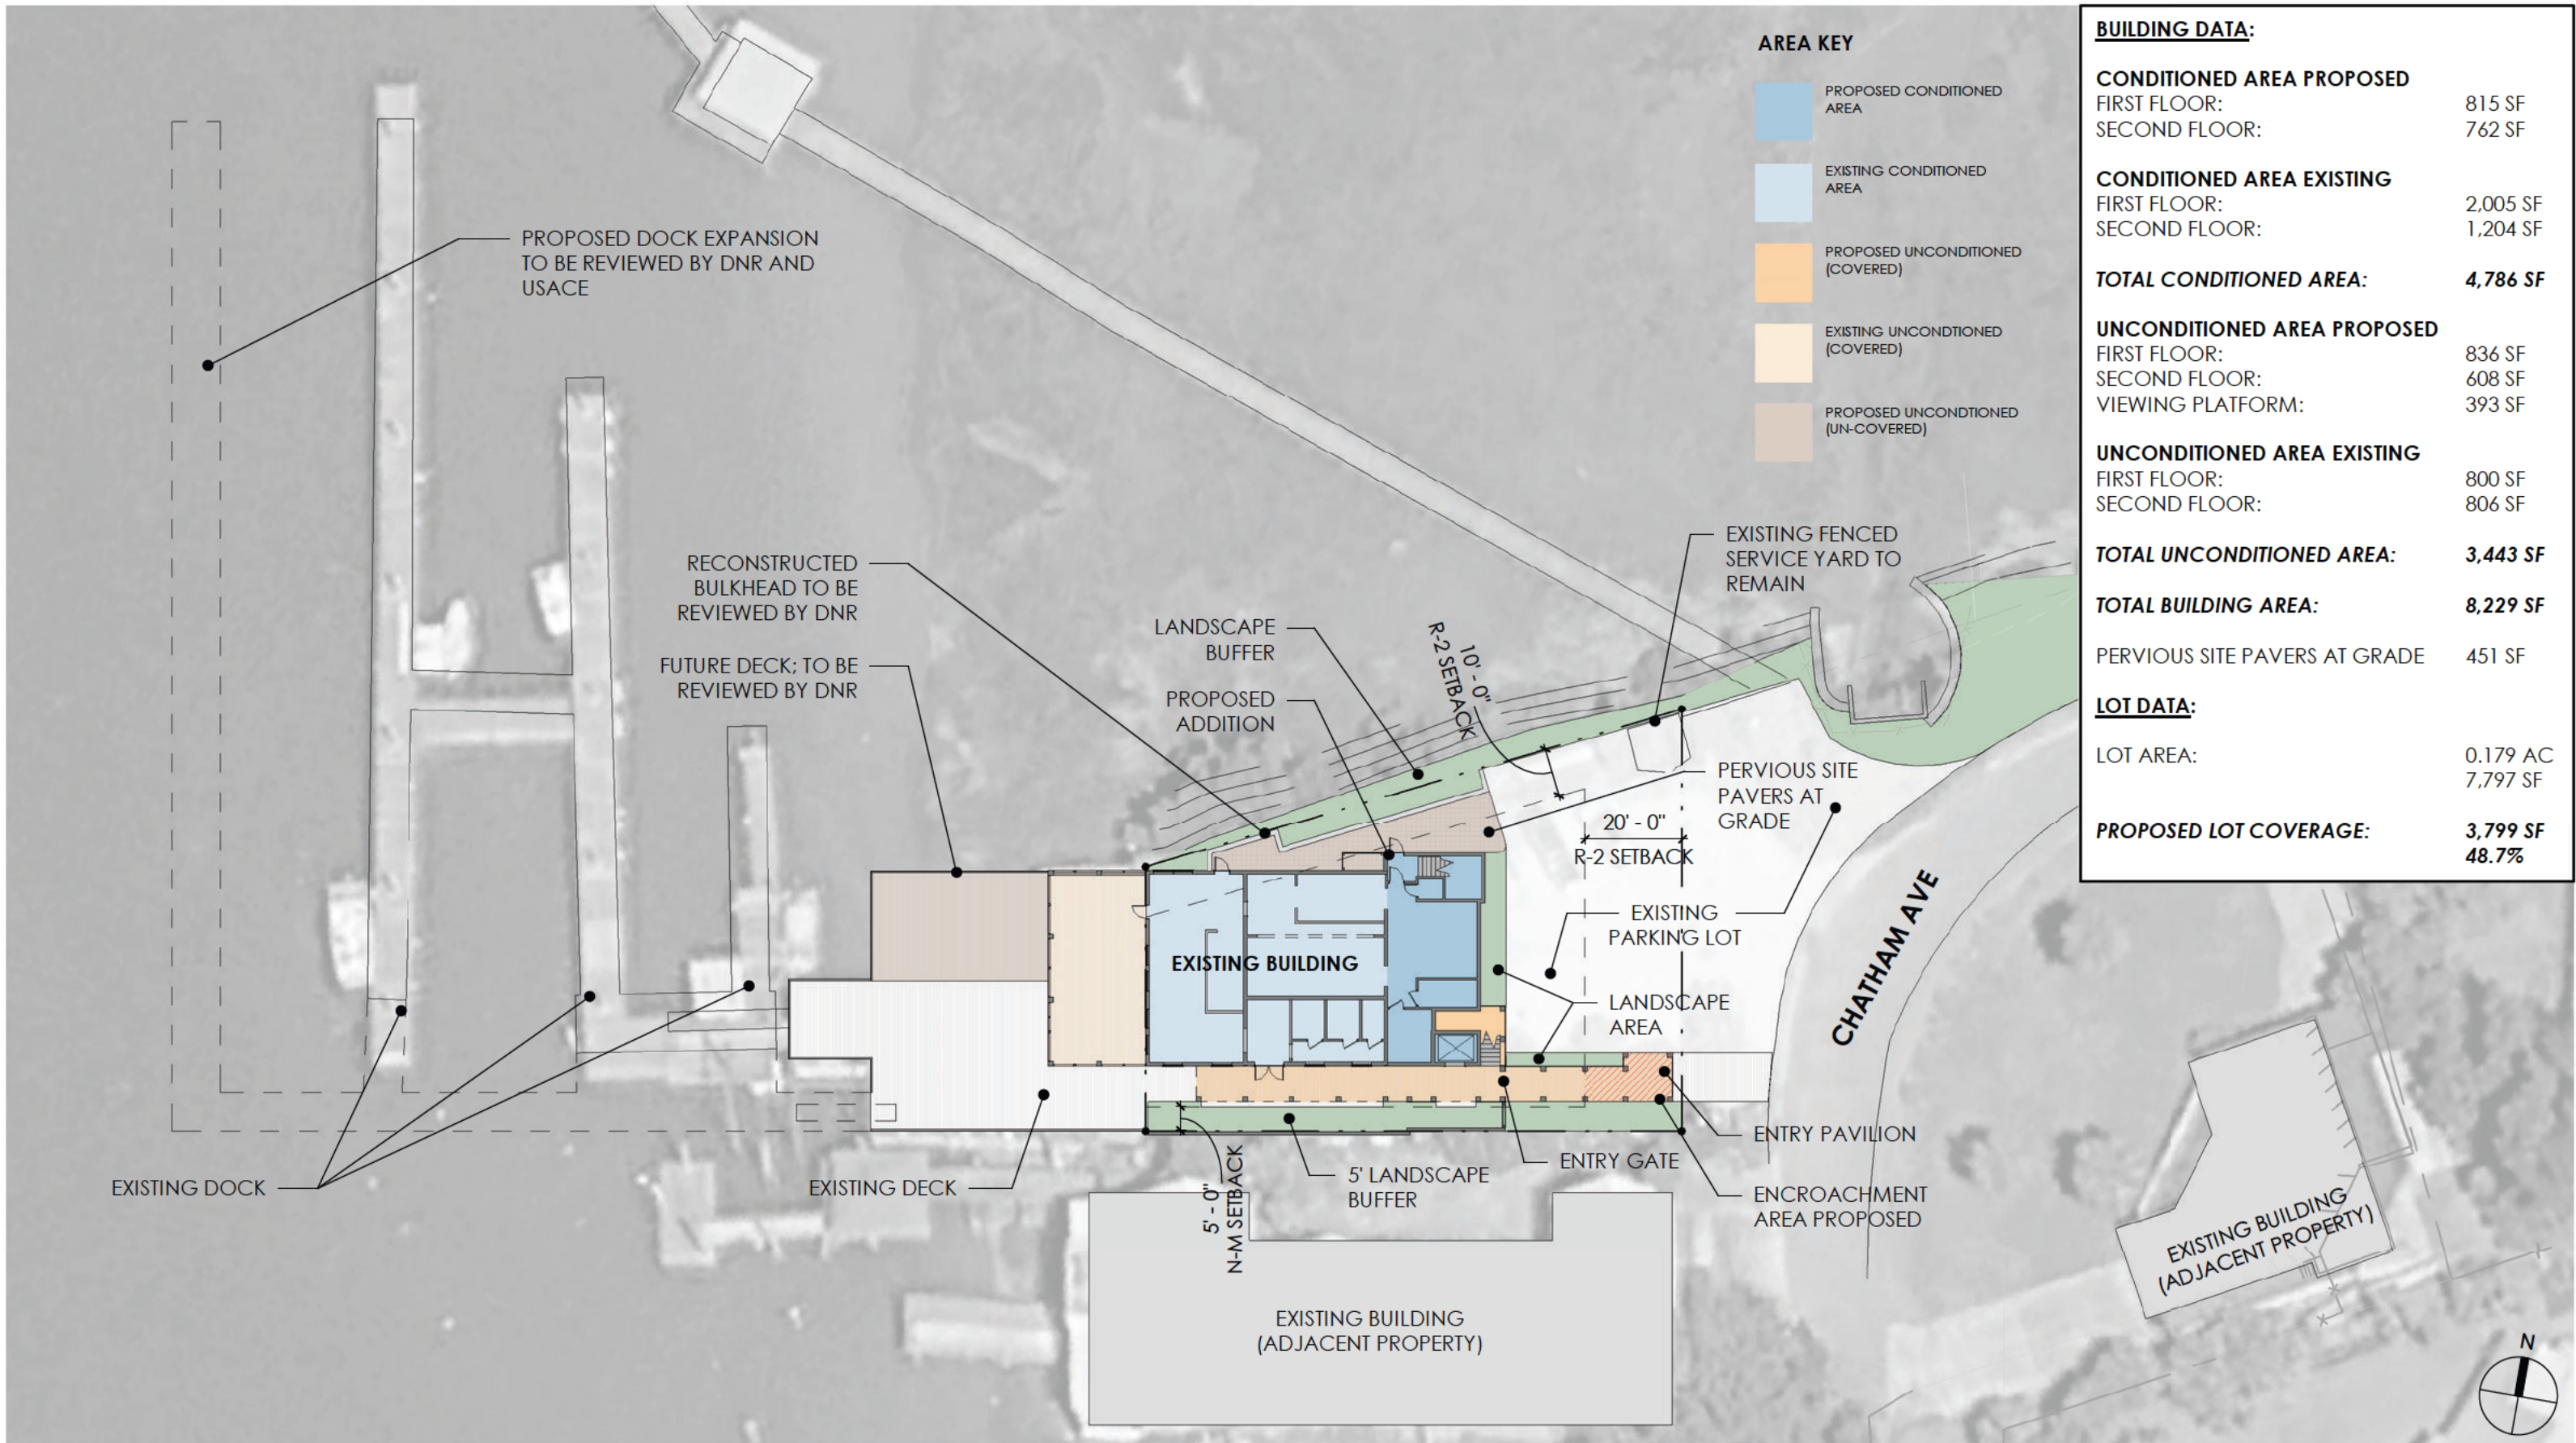 AREA KEY
PROPOSED CONDITIONED
AREA
EXISTING CONDITIONED
AREA
PROPOSED UNCONDITIONED
(COVERED)
EXISTING UNCONDTIONED
(COVERED)
PROPOSED UNCONDTIONED
(UN-COVERED)
BUILDING DATA:
CONDITIONED AREA PROPOSED
FIRST FLOOR: 815 SF
SECOND FLOOR: 762 SF
CONDITIONED AREA EXISTING
FIRST FLOOR: 2,005 SF
SECOND FLOOR: 1,204 SF
TOTAL CONDITIONED AREA: 4,786 SF
UNCONDITIONED AREA PROPOSED
FIRST FLOOR: 836 SF
SECOND FLOOR: 608 SF
VIEWING PLATFORM: 393 SF
UNCONDITIONED AREA EXISTING
FIRST FLOOR: 800 SF
SECOND FLOOR: 806 SF
TOTAL UNCONDITIONED AREA: 3,443 SF
TOTAL BUILDING AREA: 8,229 SF
PERVIOUS SITE PAVERS AT GRADE 451 SF
LOT DATA:
LOT AREA: 0.179 AC
7,797 SF
PROPOSED LOT COVERAGE: 3,799 SF
48.7%
PROPOSED DOCK EXPANSION
TO BE REVIEWED BY DNR AND
USACE
RECONSTRUCTED
BULKHEAD TO BE
REVIEWED BY DNR
FUTURE DECK; TO BE
REVIEWED BY DNR
LANDSCAPE
BUFFER
PROPOSED
ADDITION
10' - 0"
R-2 SETBACK
EXISTING FENCED
SERVICE YARD TO
REMAIN
PERVIOUS SITE
PAVERS AT
GRADE
20' - 0"
R-2 SETBACK
EXISTING
PARKING LOT
EXISTING BUILDING
LANDSCAPE
AREA
CHATHAM AVE
ENTRY PAVILION
ENTRY GATE
ENCROACHMENT
AREA PROPOSED
5' LANDSCAPE
BUFFER
5' - 0"
N-M SETBACK
EXISTING DOCK
EXISTING DECK
EXISTING BUILDING
(ADJACENT PROPERTY)
EXISTING BUILDING
(ADJACENT PROPERTY)
N